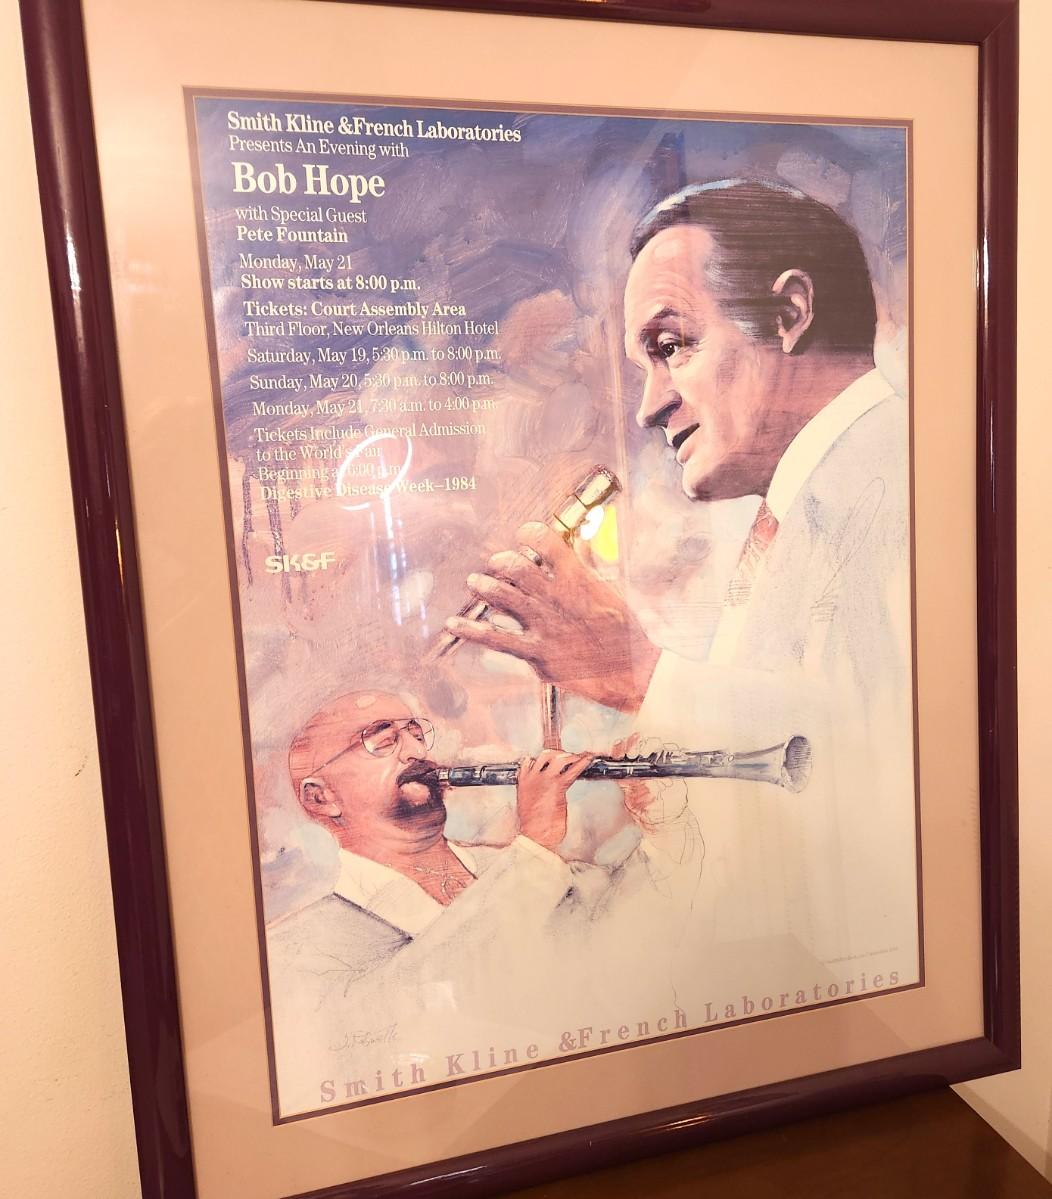 Smith Kline &French Laboratories
Presents An Evening with
Bob Hope
with Special Guest
Pete Fountain
Monday, May 21
Show starts at 8:00 p.m.
Tickets: Court Assembly Area
Third Floor, New Orleans Hilton Hotel
Saturday, May 19, 5:30 p.m. to 8:00 p.m.
Sunday, May 20, 5:30 p.m. to 8:00 p.m.
Monday, May 21, 7:30 a.m. to 4:00 p.m.
Tickets Include General Admission
to the World's Fair
Beginning at 6:00 p.m.
Digestive Disease Week–1984
SK&F
Smith Kline &French Laboratories